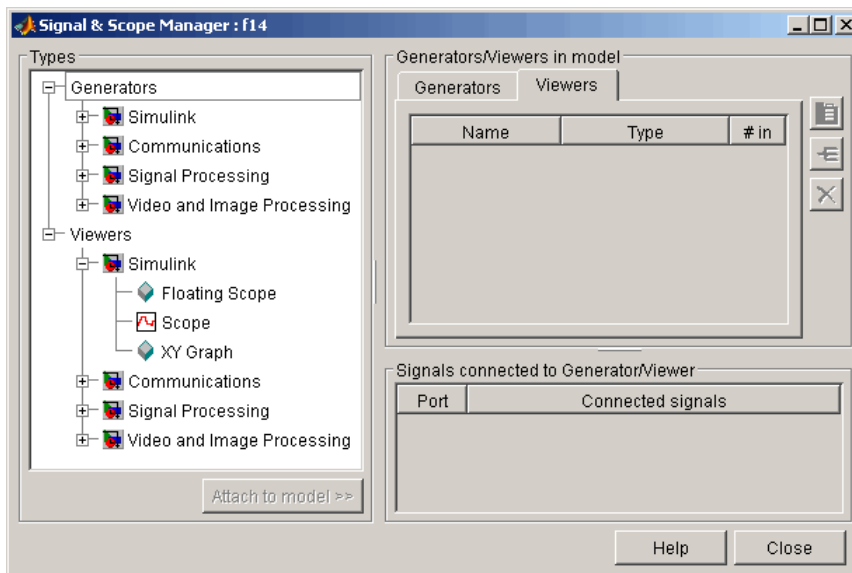 Signal & Scope Manager : f14
Types
Generators
Simulink
Communications
Signal Processing
Video and Image Processing
Viewers
Simulink
Floating Scope
Scope
XY Graph
Communications
Signal Processing
Video and Image Processing
Attach to model >>
Generators/Viewers in model
Generators Viewers
Name Type # in
Signals connected to Generator/Viewer
Port Connected signals
Help Close